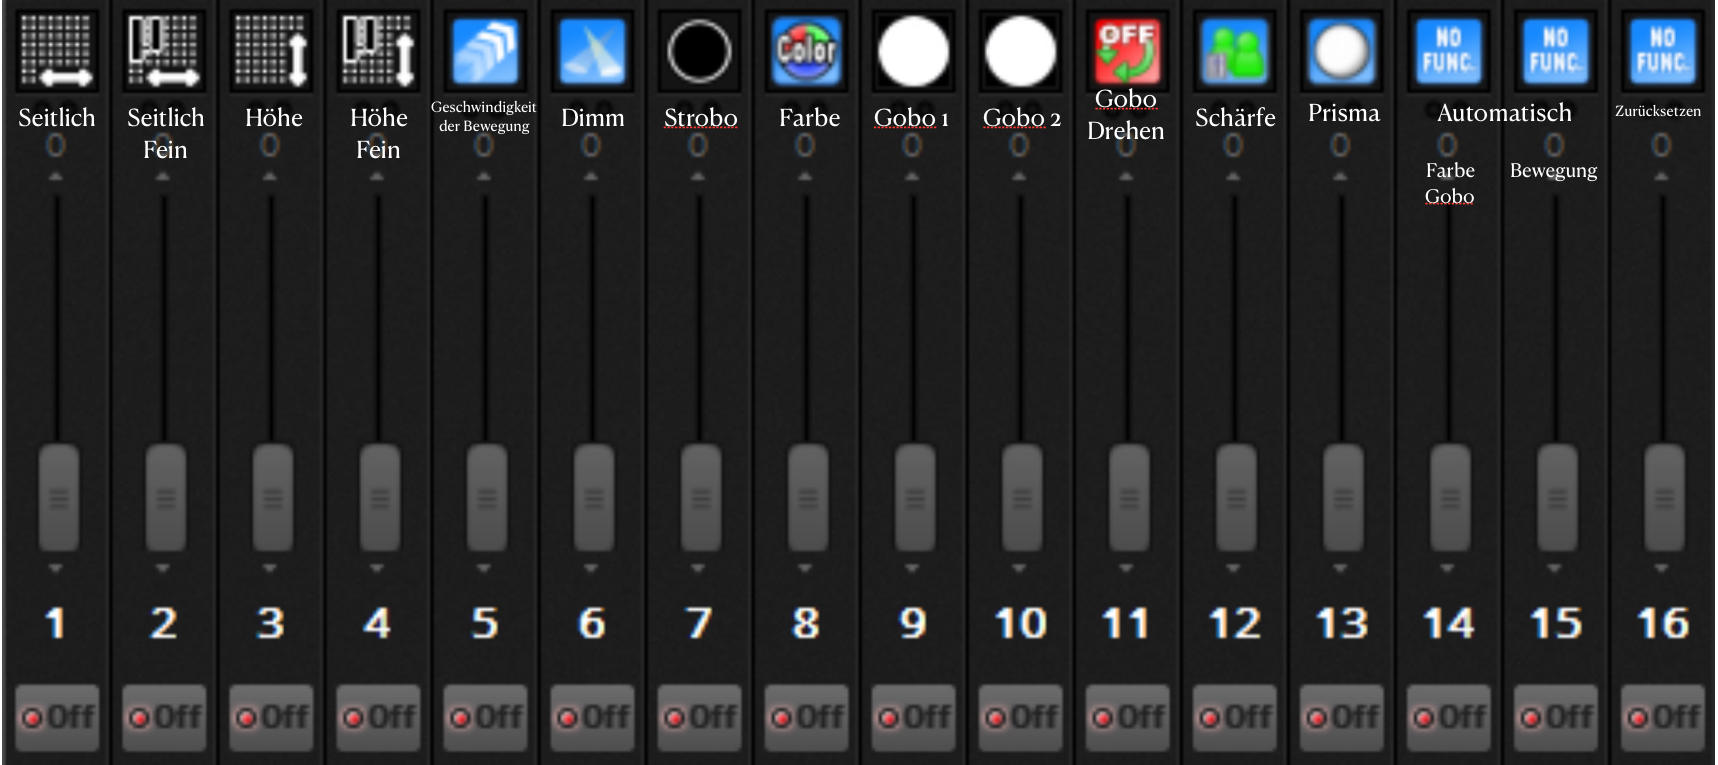 OFF
Color
NO
FUNC.
NO
FUNC.
NO
FUNC.
Seitlich
Seitlich
Fein
Höhe
Höhe
Fein
Geschwindigkeit
der Bewegung
Dimm
Strobo
Farbe
Gobo 1
Gobo 2
Gobo
Drehen
Schärfe
Prisma
Automatisch
Zurücksetzen
0 0 0 0 0 0 0 0 0 0 0 0 0 0 0 0
Farbe
Gobo
Bewegung
1 2 3 4 5 6 7 8 9 10 11 12 13 14 15 16
Off Off Off Off Off Off Off Off Off Off Off Off Off Off Off Off